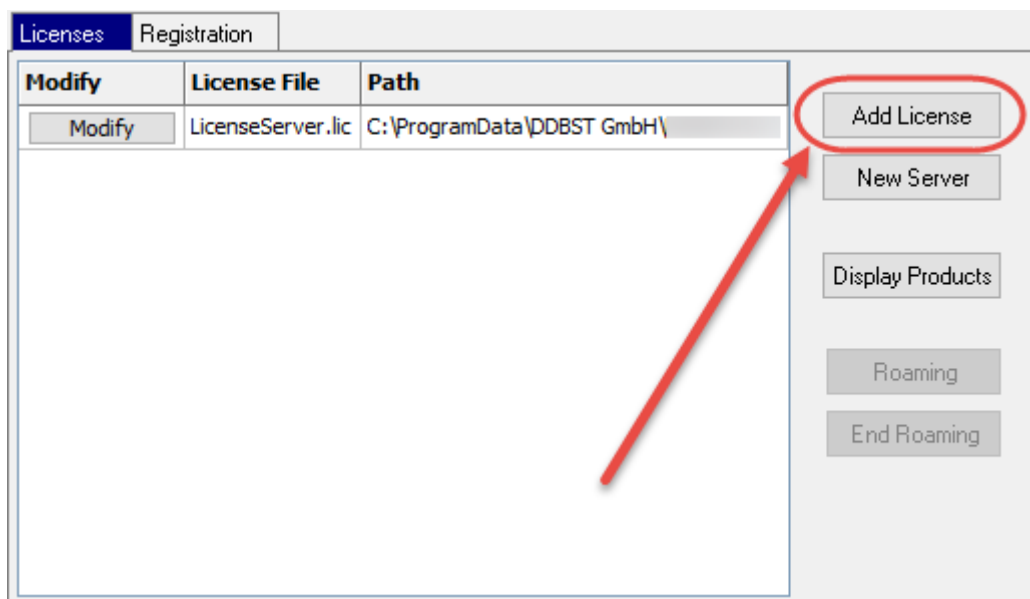 Licenses Registration
Modify License File Path
Modify LicenseServer.lic C:\ProgramData\DDBST GmbH\
Add License
New Server
Display Products
Roaming
End Roaming